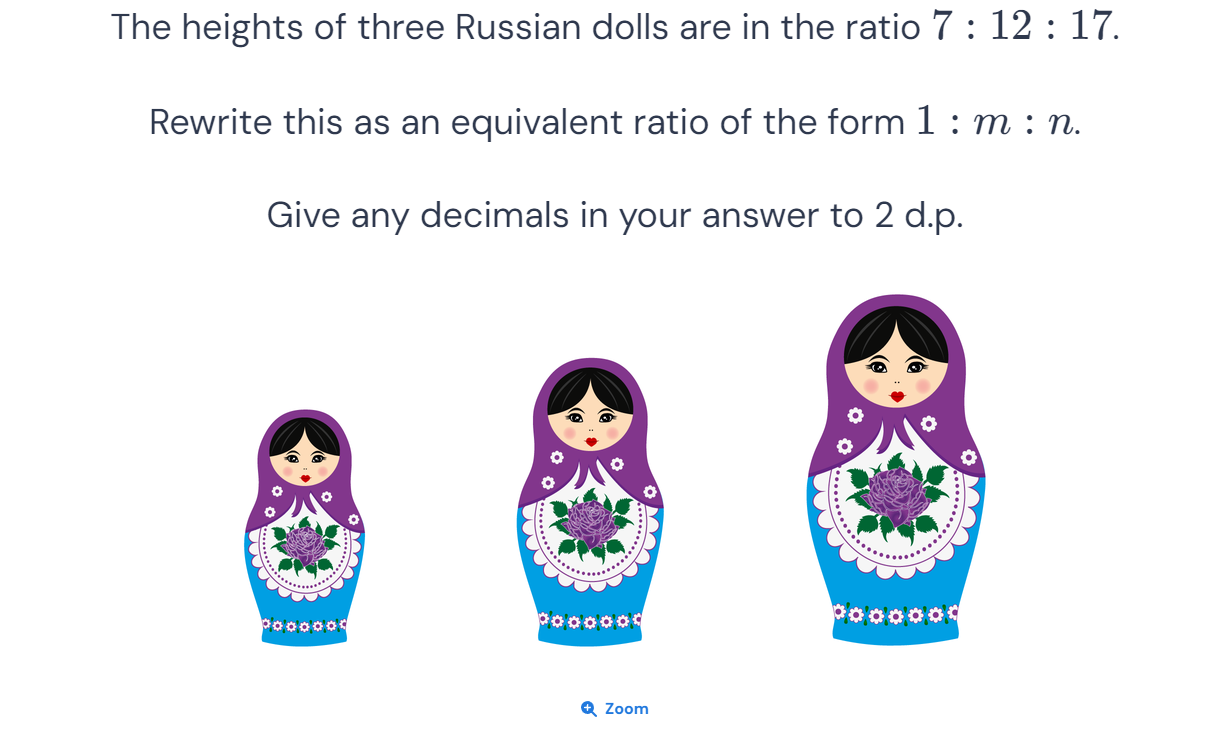 The heights of three Russian dolls are in the ratio 7 : 12 : 17.
Rewrite this as an equivalent ratio of the form 1 : m : n.
Give any decimals in your answer to 2 d.p.
Zoom